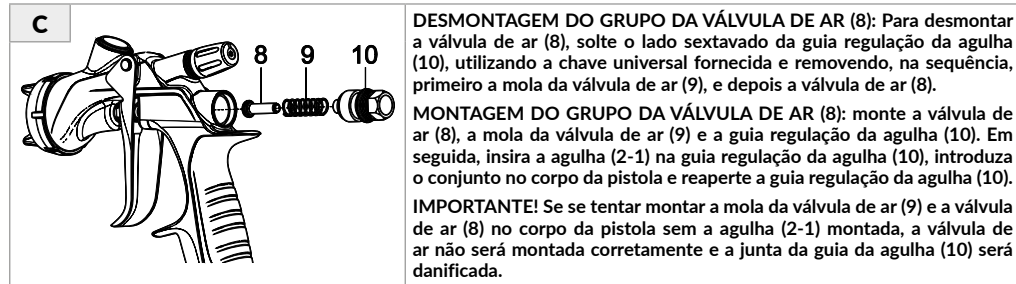 C
8 9 10
DESMONTAGEM DO GRUPO DA VÁLVULA DE AR (8): Para desmontar
a válvula de ar (8), solte o lado sextavado da guia regulação da agulha
(10), utilizando a chave universal fornecida e removendo, na sequência,
primeiro a mola da válvula de ar (9), e depois a válvula de ar (8).
MONTAGEM DO GRUPO DA VÁLVULA DE AR (8): monte a válvula de
ar (8), a mola da válvula de ar (9) e a guia regulação da agulha (10). Em
seguida, insira a agulha (2-1) na guia regulação da agulha (10), introduza
o conjunto no corpo da pistola e reaperte a guia regulação da agulha (10).
IMPORTANTE! Se se tentar montar a mola da válvula de ar (9) e a válvula
de ar (8) no corpo da pistola sem a agulha (2-1) montada, a válvula de
ar não será montada corretamente e a junta da guia da agulha (10) será
danificada.